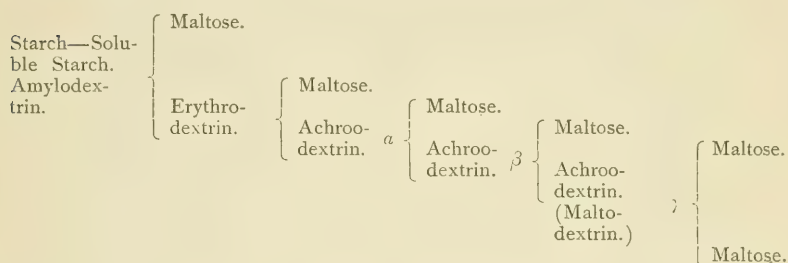 Starch—Solu-
ble Starch.
Amylodex-
trin.
Maltose.
Erythro-
dextrin.
Maltose.
Achroo-
dextrin. α
Maltose.
Achroo-
dextrin. β
Maltose.
Achroo-
dextrin.
(Malto-
dextrin.)
Maltose.
Maltose.